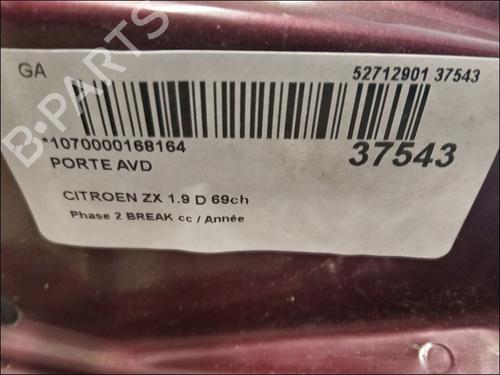 GA
52712901 37543
*1070000168164
37543
PORTE AVD
CITROEN ZX 1.9 D 69ch
Phase 2 BREAK cc / Année
B-PARTS